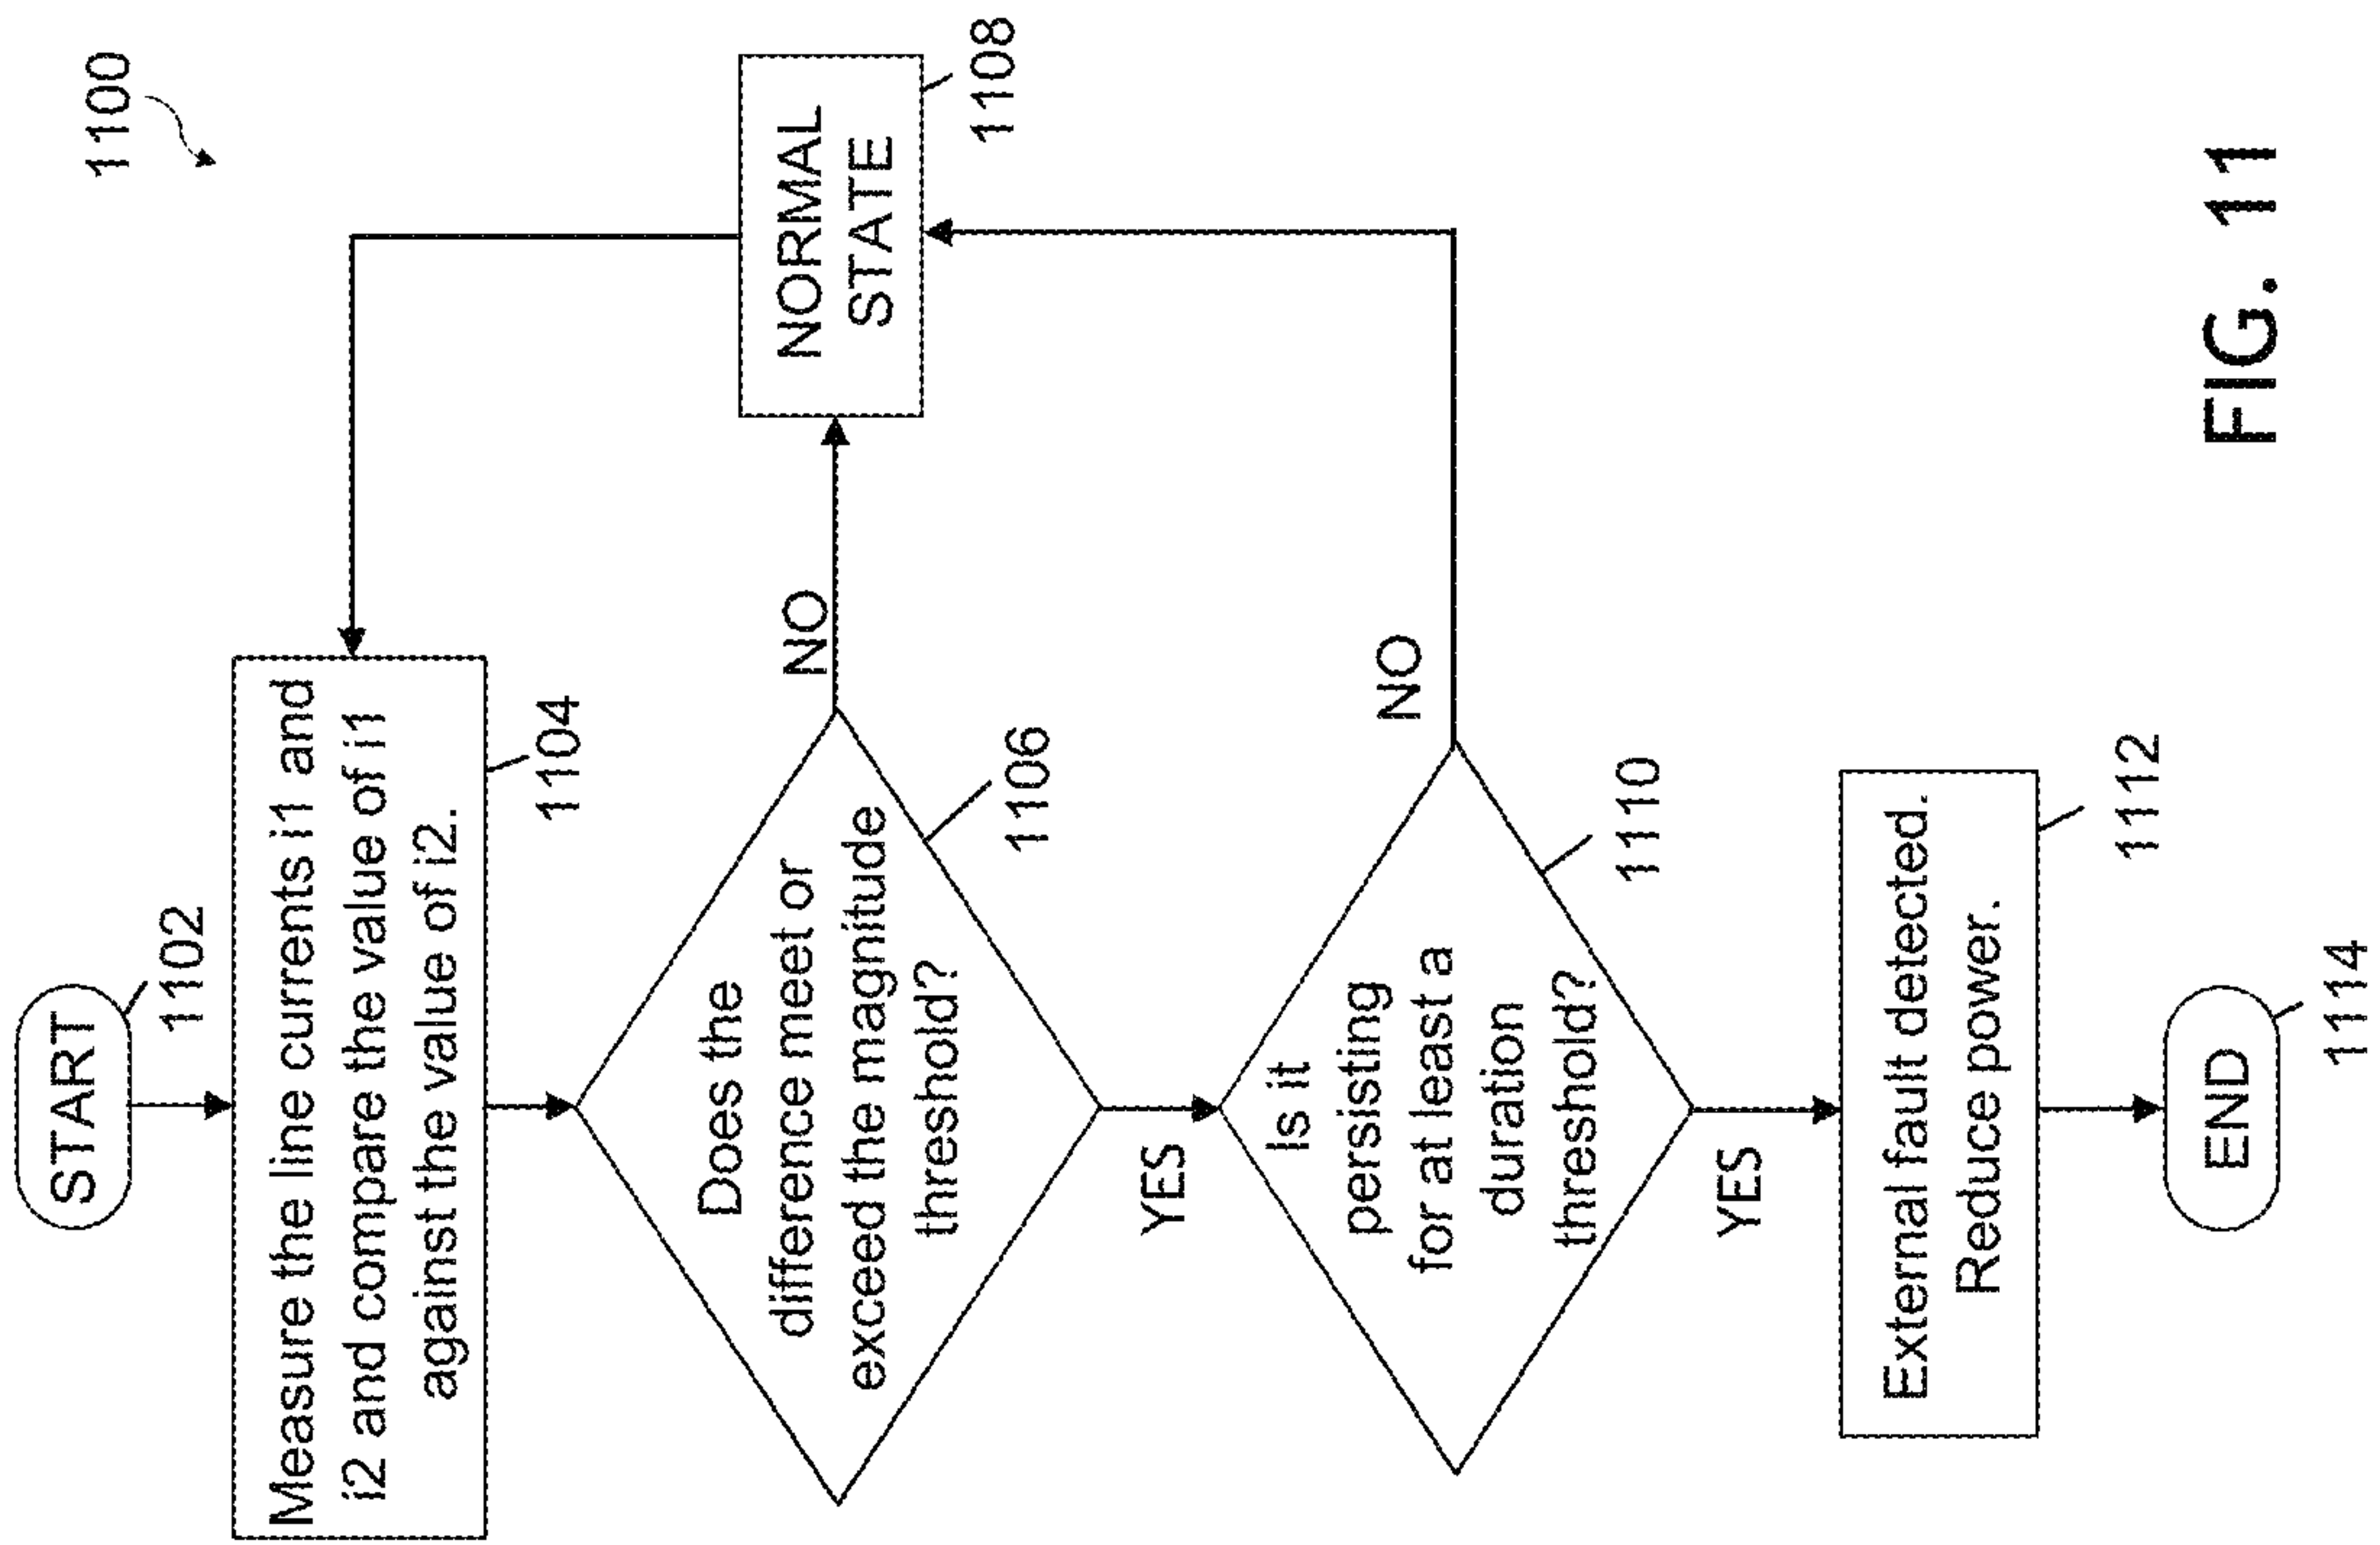 1100
START
1102
Measure the line currents i1 and
i2 and compare the value of i1
against the value of i2.
1104
Does the
difference meet or
exceed the magnitude
threshold?
1106
NO
NORMAL
STATE
1108
YES
Is it
persisting
for at least a
duration
threshold?
1110
NO
YES
External fault detected.
Reduce power.
1112
END
1114
FIG. 11